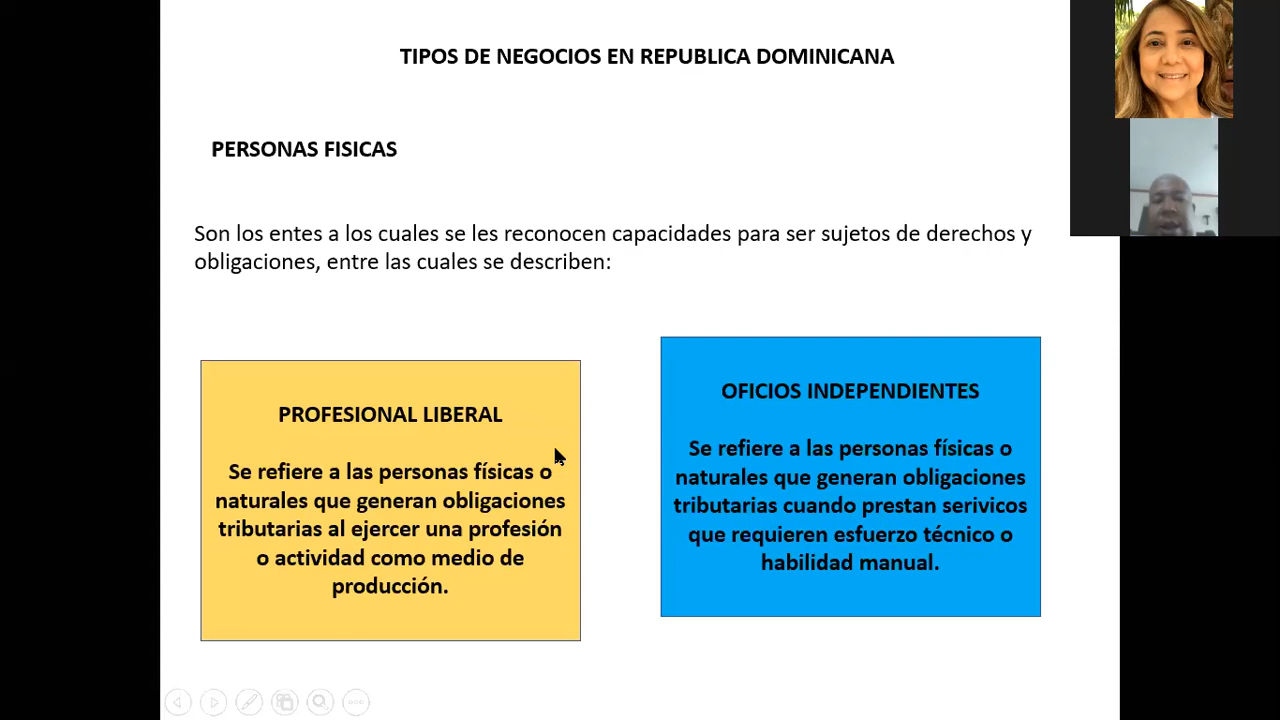 TIPOS DE NEGOCIOS EN REPUBLICA DOMINICANA
PERSONAS FISICAS
Son los entes a los cuales se les reconocen capacidades para ser sujetos de derechos y
obligaciones, entre las cuales se describen:
PROFESIONAL LIBERAL
Se refiere a las personas físicas o
naturales que generan obligaciones
tributarias al ejercer una profesión
o actividad como medio de
producción.
OFICIOS INDEPENDIENTES
Se refiere a las personas físicas o
naturales que generan obligaciones
tributarias cuando prestan serivicos
que requieren esfuerzo técnico o
habilidad manual.